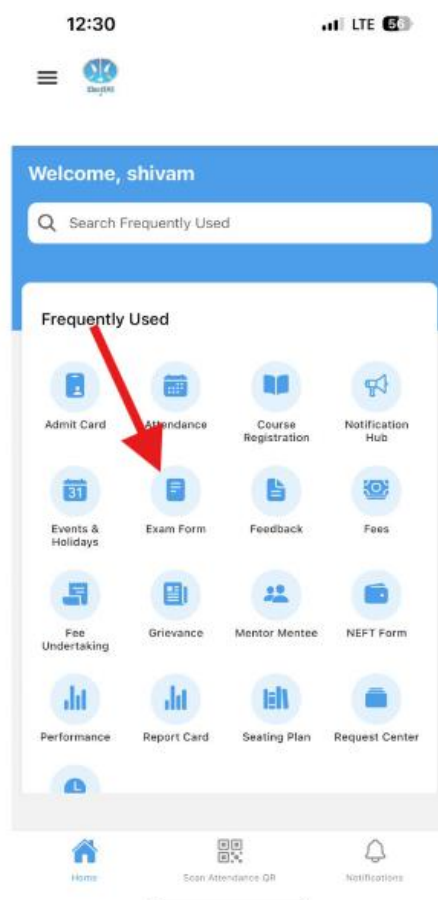 12:30
LTE 56
Welcome, shivam
Search Frequently Used
Frequently Used
Admit Card
Attendance
Course
Registration
Notification
Hub
31
Events &
Holidays
Exam Form
Feedback
Fees
Fee
Undertaking
Grievance
Mentor Mentee
NEFT Form
Performance
Report Card
Seating Plan
Request Center
Home
Scan Attendance QR
Notifications